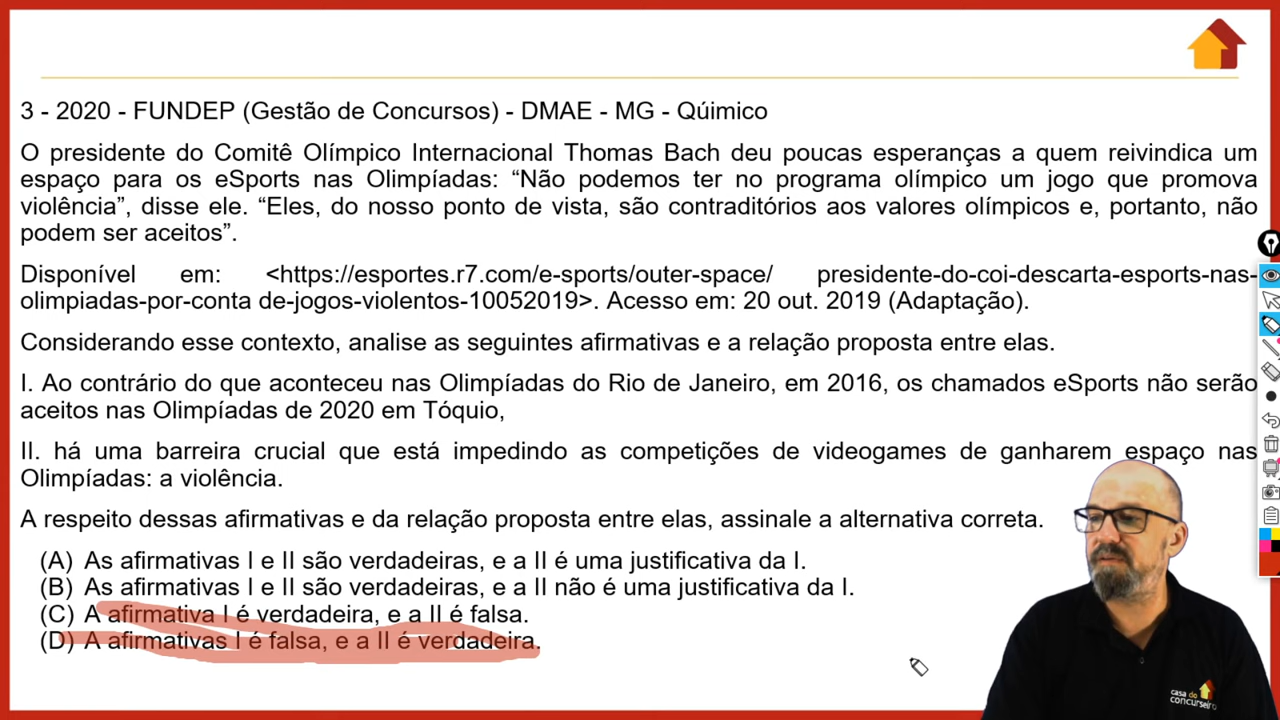 3 - 2020 - FUNDEP (Gestão de Concursos) - DMAE - MG - Qúimico
O presidente do Comitê Olímpico Internacional Thomas Bach deu poucas esperanças a quem reivindica um
espaço para os eSports nas Olimpíadas: “Não podemos ter no programa olímpico um jogo que promova
violência”, disse ele. “Eles, do nosso ponto de vista, são contraditórios aos valores olímpicos e, portanto, não
podem ser aceitos”.
Disponível em: <https://esportes.r7.com/e-sports/outer-space/ presidente-do-coi-descarta-esports-nas-
olimpiadas-por-conta de-jogos-violentos-10052019>. Acesso em: 20 out. 2019 (Adaptação).
Considerando esse contexto, analise as seguintes afirmativas e a relação proposta entre elas.
I. Ao contrário do que aconteceu nas Olimpíadas do Rio de Janeiro, em 2016, os chamados eSports não serão
aceitos nas Olimpíadas de 2020 em Tóquio,
II. há uma barreira crucial que está impedindo as competições de videogames de ganharem espaço nas
Olimpíadas: a violência.
A respeito dessas afirmativas e da relação proposta entre elas, assinale a alternativa correta.
(A) As afirmativas I e II são verdadeiras, e a II é uma justificativa da I.
(B) As afirmativas I e II são verdadeiras, e a II não é uma justificativa da I.
(C) A afirmativa I é verdadeira, e a II é falsa.
(D) A afirmativas I é falsa, e a II é verdadeira.
casa do
concurseiro